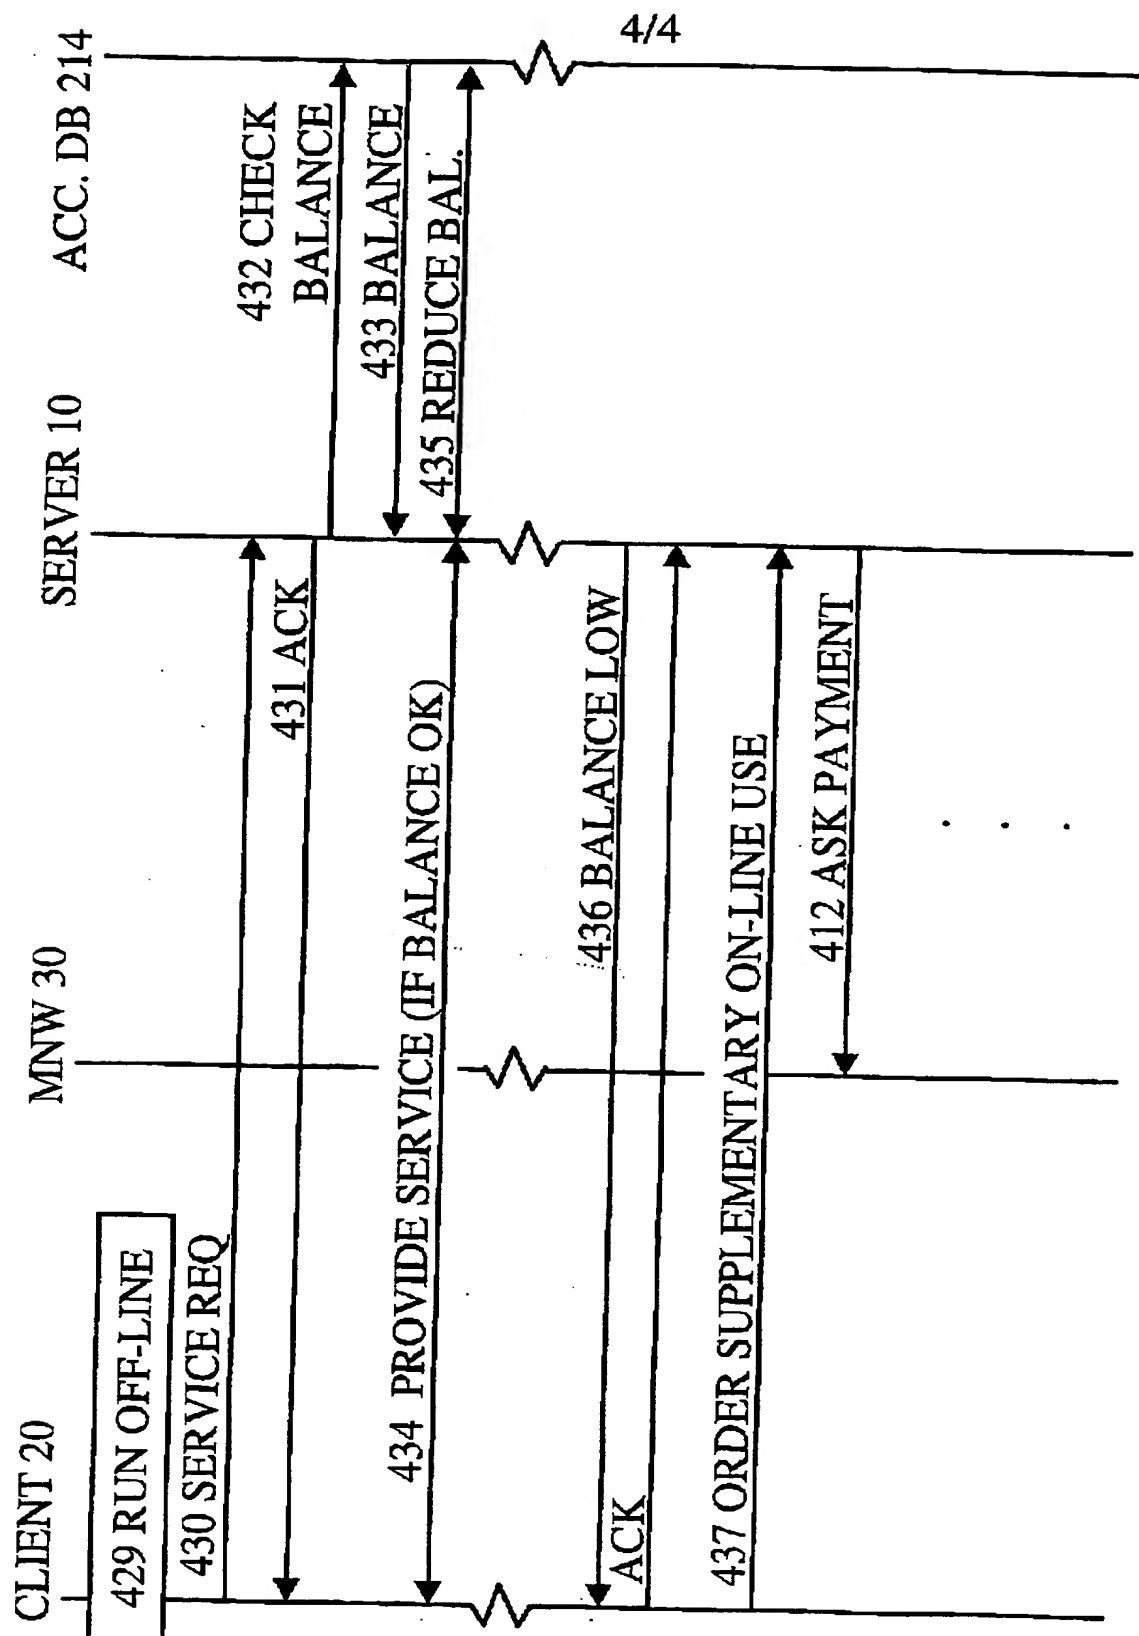 4/4
CLIENT 20
MNW 30
SERVER 10
ACC. DB 214
429 RUN OFF-LINE
430 SERVICE REQ
431 ACK
432 CHECK
BALANCE
433 BALANCE
434 PROVIDE SERVICE (IF BALANCE OK)
435 REDUCE BAL.
436 BALANCE LOW
ACK
437 ORDER SUPPLEMENTARY ON-LINE USE
412 ASK PAYMENT